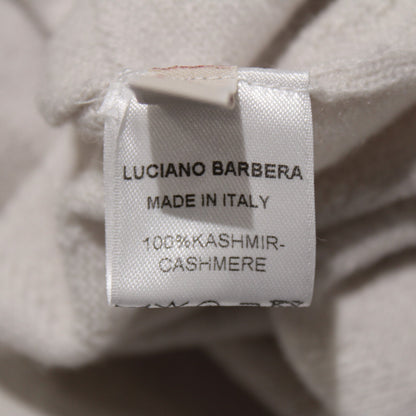 LUCIANO BARBERA
MADE IN ITALY
100%KASHMIR-
CASHMERE